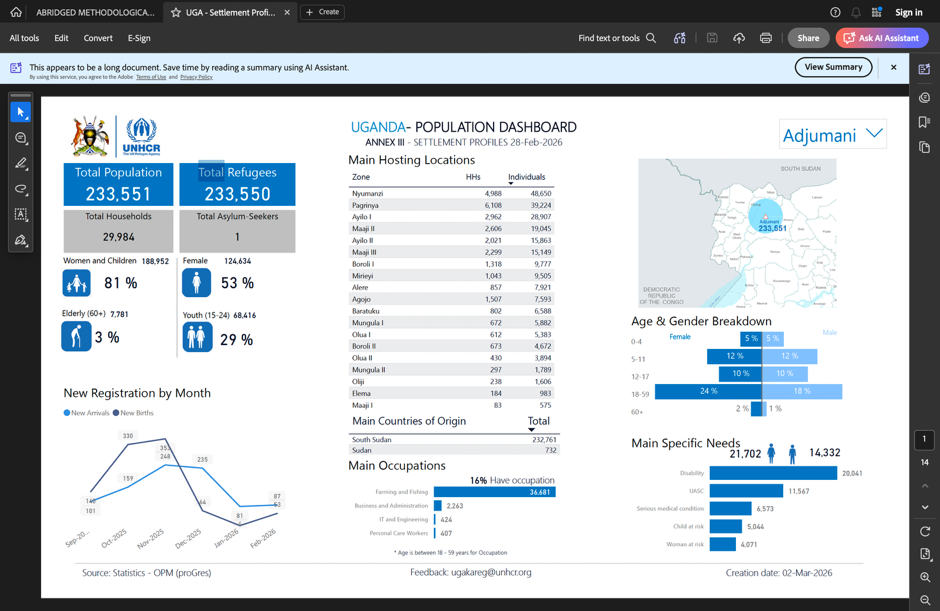 ABRIDGED METHODOLOGICA...
UGA - Settlement Profi...
Create
Sign in
All tools
Edit
Convert
E-Sign
Find text or tools
Share
Ask AI Assistant
This appears to be a long document. Save time by reading a summary using AI Assistant.
By using this service, you agree to the Adobe Terms of Use and Privacy Policy
View Summary
UNHCR
The UN Refugee Agency
UGANDA- POPULATION DASHBOARD
ANNEX III - SETTLEMENT PROFILES 28-Feb-2026
Adjumani
Total Population
233,551
Total Refugees
233,550
Total Households
29,984
Total Asylum-Seekers
1
Women and Children 188,952
81 %
Female 124,634
53 %
Elderly (60+) 7,781
3 %
Youth (15-24) 68,416
29 %
New Registration by Month
New Arrivals New Births
330
353
248
235
159
140
101
64
81
6
87
53
Sep-20...
Oct-2025
Nov-2025
Dec-2025
Jan-2026
Feb-2026
Main Hosting Locations
Zone HHs Individuals
Nyumanzi 4,988 48,650
Pagrinya 6,108 39,224
Ayilo I 2,962 28,907
Maaji II 2,606 19,045
Ayilo II 2,021 15,863
Maaji III 2,299 15,149
Boroli I 1,318 9,777
Mirieyi 1,043 9,505
Alere 857 7,921
Agojo 1,507 7,593
Baratuku 802 6,588
Mungula I 672 5,882
Olua I 612 5,383
Boroli II 673 4,672
Olua II 430 3,894
Mungula II 297 1,789
Oliji 238 1,606
Elema 184 983
Maaji I 83 575
Main Countries of Origin Total
South Sudan 232,761
Sudan 732
Main Occupations
16% Have occupation
Farming and Fishing 36,681
Business and Administration 2,263
IT and Engineering 424
Personal Care Workers 407
* Age is between 18 - 59 years for Occupation
SOUTH SUDAN
Adjumani
233,551
DEMOCRATIC
REPUBLIC
OF THE CONGO
Age & Gender Breakdown
Female Male
0-4 5 % 5 %
5-11 12 % 12 %
12-17 10 % 10 %
18-59 24 % 18 %
60+ 2 % 1 %
Main Specific Needs
21,702 14,332
Disability 20,041
UASC 11,567
Serious medical condition 6,573
Child at risk 5,044
Woman at risk 4,071
Source: Statistics - OPM (proGres)
Feedback: ugakareg@unhcr.org
Creation date: 02-Mar-2026
1
14